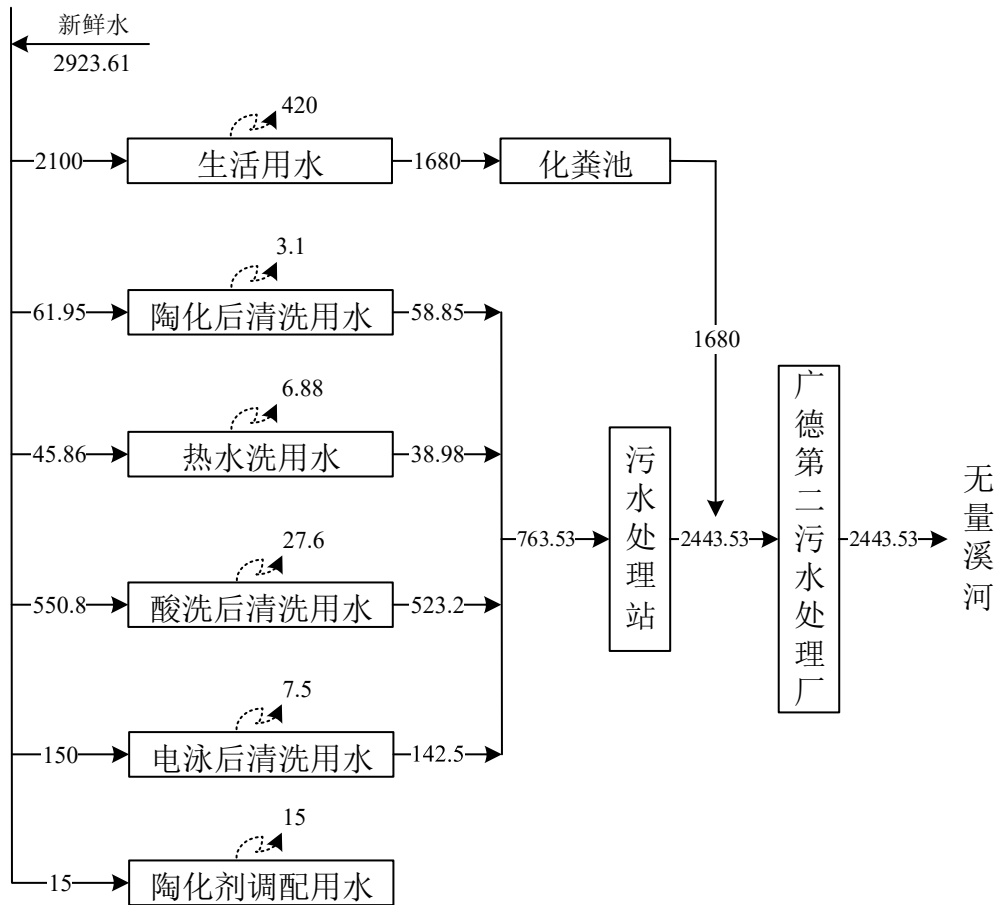 新鲜水
2923.61
420
2100
生活用水
1680
化粪池
3.1
61.95
陶化后清洗用水
58.85
1680
6.88
45.86
热水洗用水
38.98
763.53
污水处理站
2443.53
广德第二污水处理厂
2443.53
无量溪河
27.6
550.8
酸洗后清洗用水
523.2
7.5
150
电泳后清洗用水
142.5
15
15
陶化剂调配用水